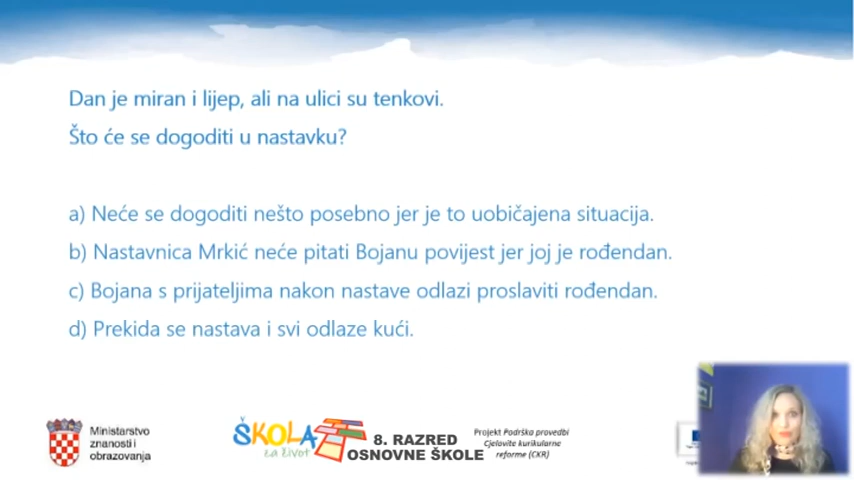 Dan je miran i lijep, ali na ulici su tenkovi.
Što će se dogoditi u nastavku?
a) Neće se dogoditi nešto posebno jer je to uobičajena situacija.
b) Nastavnica Mrkić neće pitati Bojanu povijest jer joj je rođendan.
c) Bojana s prijateljima nakon nastave odlazi proslaviti rođendan.
d) Prekida se nastava i svi odlaze kući.
Ministarstvo
znanosti i
obrazovanja
ŠKOLA
za život
8. RAZRED
OSNOVNE ŠKOLE
Projekt Podrška provedbi
Cjelovite kurikularne
reforme (CKR)